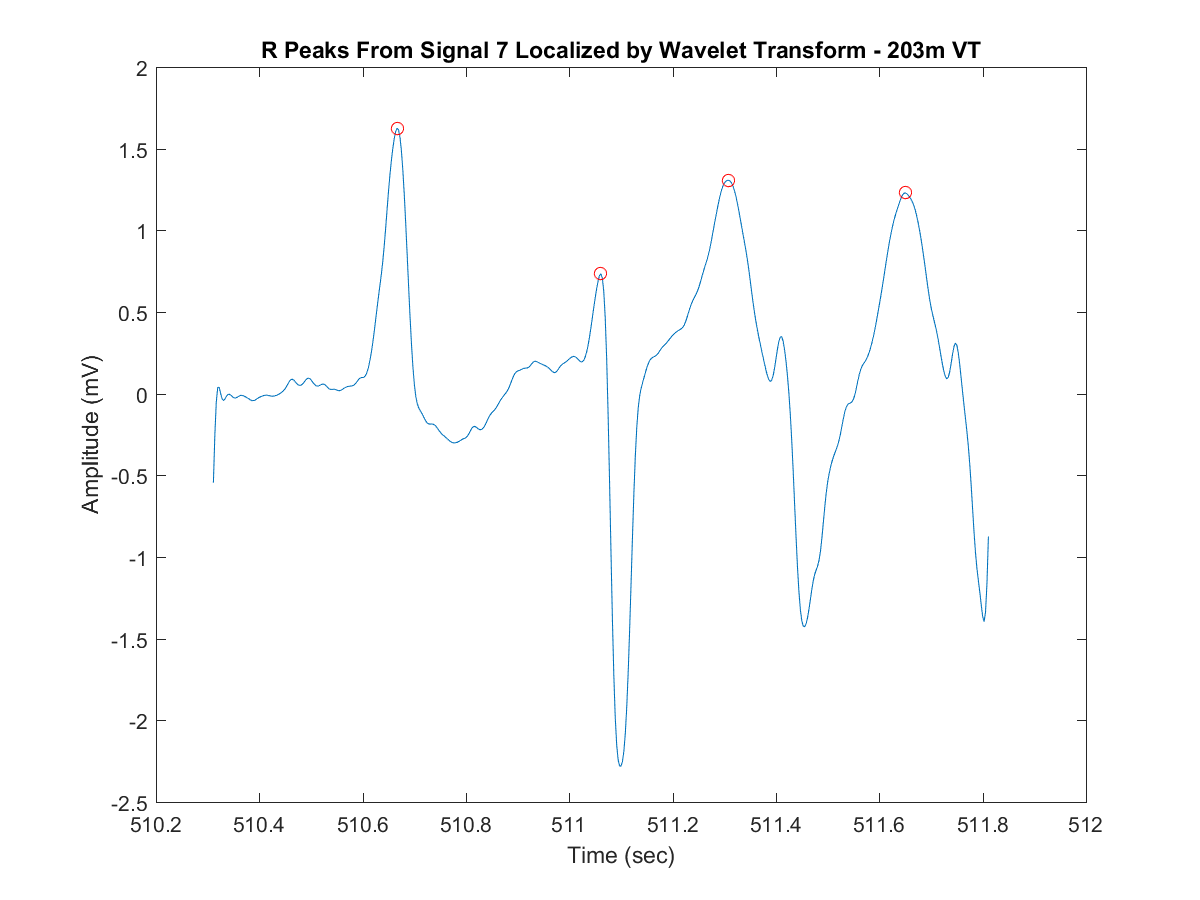 R Peaks From Signal 7 Localized by Wavelet Transform - 203m VT
2
1.5
1
0.5
0
-0.5
-1
-1.5
-2
-2.5
Amplitude (mV)
510.2 510.4 510.6 510.8 511 511.2 511.4 511.6 511.8 512
Time (sec)